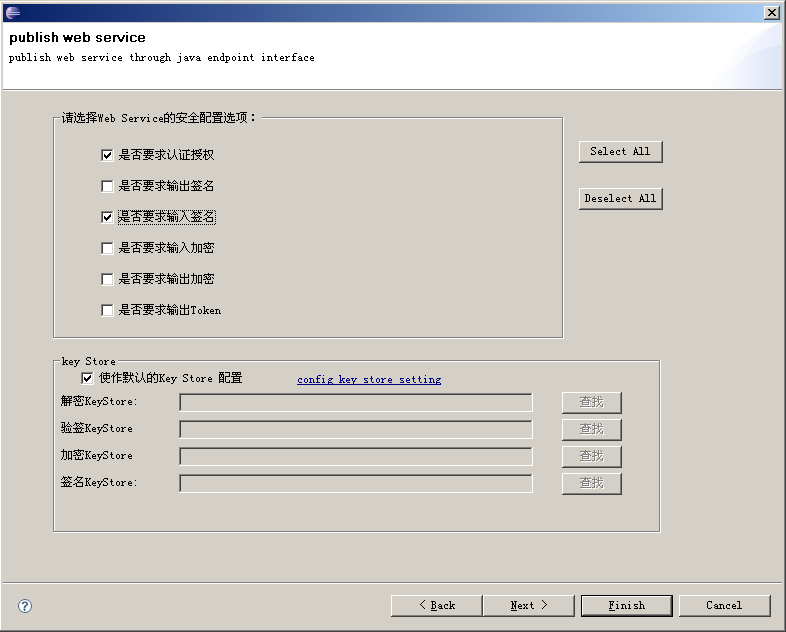 publish web service
publish web service through java endpoint interface
请选择Web Service的安全配置选项：
是否要求认证授权
是否要求输出签名
是否要求输入签名
是否要求输入加密
是否要求输出加密
是否要求输出Token
Select All
Deselect All
key Store
使作默认的Key Store 配置
config key store setting
解密KeyStore:
查找
验签KeyStore
查找
加密KeyStore
查找
签名KeyStore:
查找
?
< Back
Next >
Finish
Cancel